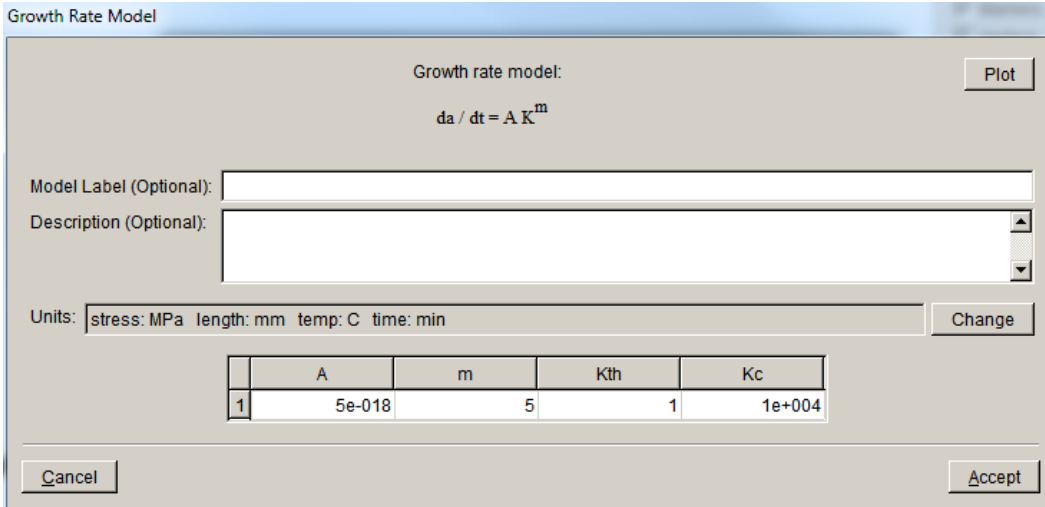 Growth Rate Model
Growth rate model:
Plot
da / dt = A K^m
Model Label (Optional):
Description (Optional):
Units: stress: MPa length: mm temp: C time: min
Change
A m Kth Kc
1 5e-018 5 1 1e+004
Cancel
Accept